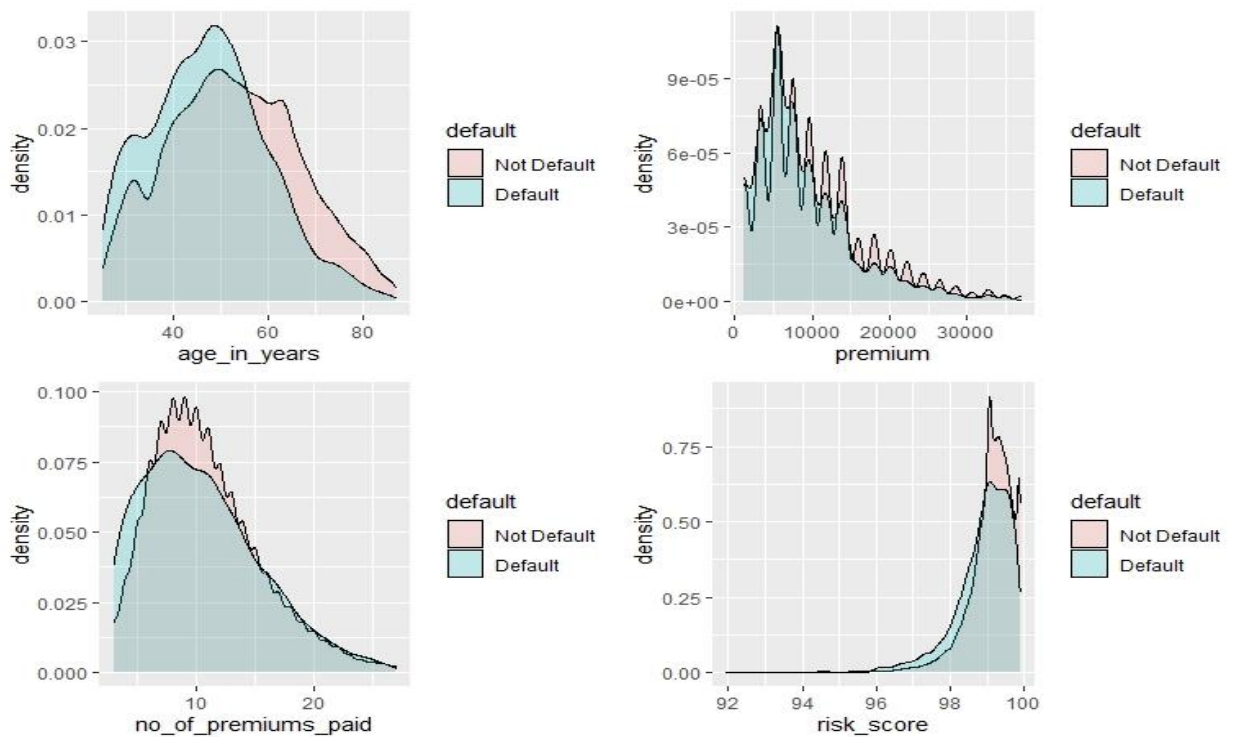 0.03
0.02
0.01
0.00
density
40 60 80
age_in_years
default
Not Default
Default
9e-05
6e-05
3e-05
0e+00
density
0 10000 20000 30000
premium
default
Not Default
Default
0.100
0.075
0.050
0.025
0.000
density
10 20
no_of_premiums_paid
default
Not Default
Default
0.75
0.50
0.25
0.00
density
92 94 96 98 100
risk_score
default
Not Default
Default